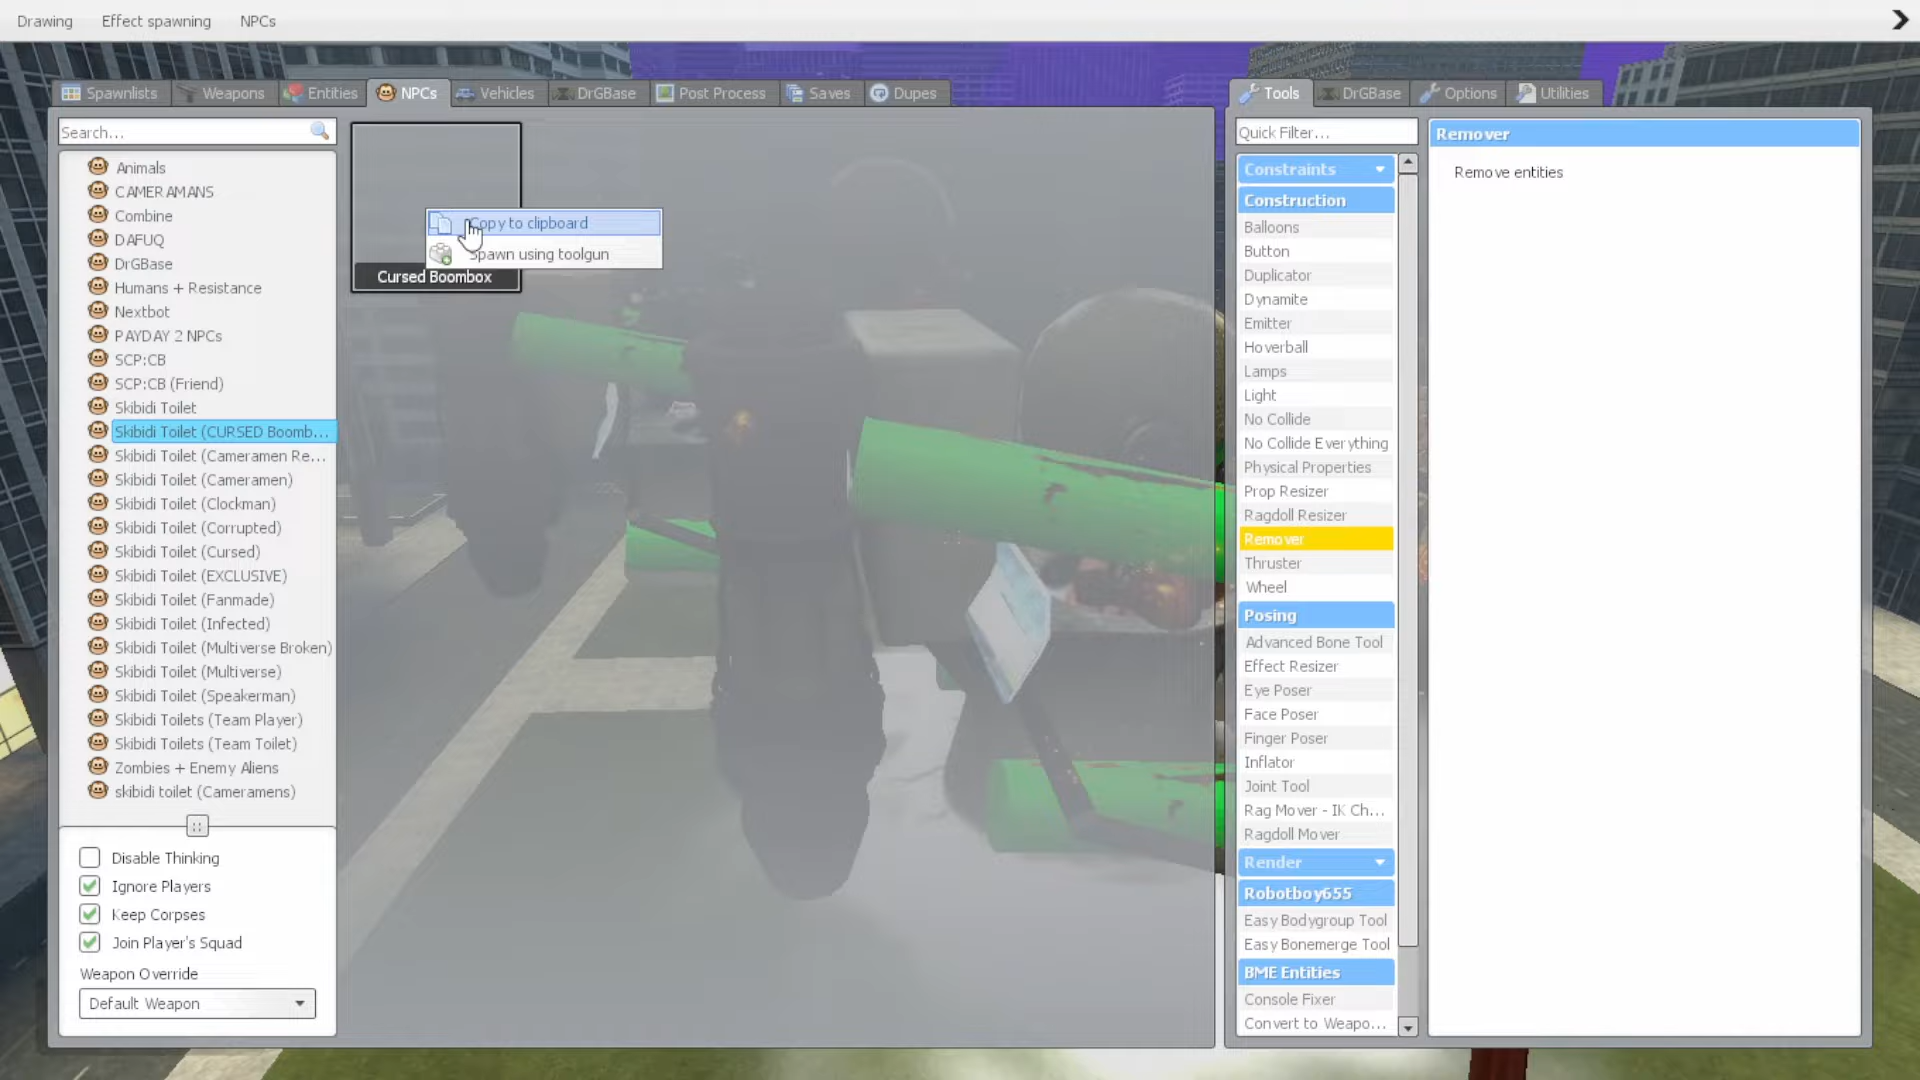 Drawing
Effect spawning
NPCs
Spawnlists
Weapons
Entities
NPCs
Vehicles
DrGBase
Post Process
Saves
Dupes
Search...
Animals
CAMERAMANS
Combine
DAFUQ
DrGBase
Humans + Resistance
Nextbot
PAYDAY 2 NPCs
SCP:CB
SCP:CB (Friend)
Skibidi Toilet
Skibidi Toilet (CURSED Boomb...
Skibidi Toilet (Cameramen Re...
Skibidi Toilet (Cameramen)
Skibidi Toilet (Clockman)
Skibidi Toilet (Corrupted)
Skibidi Toilet (Cursed)
Skibidi Toilet (EXCLUSIVE)
Skibidi Toilet (Fanmade)
Skibidi Toilet (Infected)
Skibidi Toilet (Multiverse Broken)
Skibidi Toilet (Multiverse)
Skibidi Toilet (Speakerman)
Skibidi Toilets (Team Player)
Skibidi Toilets (Team Toilet)
Zombies + Enemy Aliens
skibidi toilet (Cameramens)
Disable Thinking
Ignore Players
Keep Corpses
Join Player's Squad
Weapon Override
Default Weapon
Copy to clipboard
Spawn using toolgun
Cursed Boombox
Tools
DrGBase
Options
Utilities
Quick Filter...
Constraints
Construction
Balloons
Button
Duplicator
Dynamite
Emitter
Hoverball
Lamps
Light
No Collide
No Collide Everything
Physical Properties
Prop Resizer
Ragdoll Resizer
Remover
Thruster
Wheel
Posing
Advanced Bone Tool
Effect Resizer
Eye Poser
Face Poser
Finger Poser
Inflator
Joint Tool
Rag Mover - IK Ch...
Ragdoll Mover
Render
Robotboy655
Easy Bodygroup Tool
Easy Bonemerge Tool
BME Entities
Console Fixer
Convert to Weapo...
Remover
Remove entities